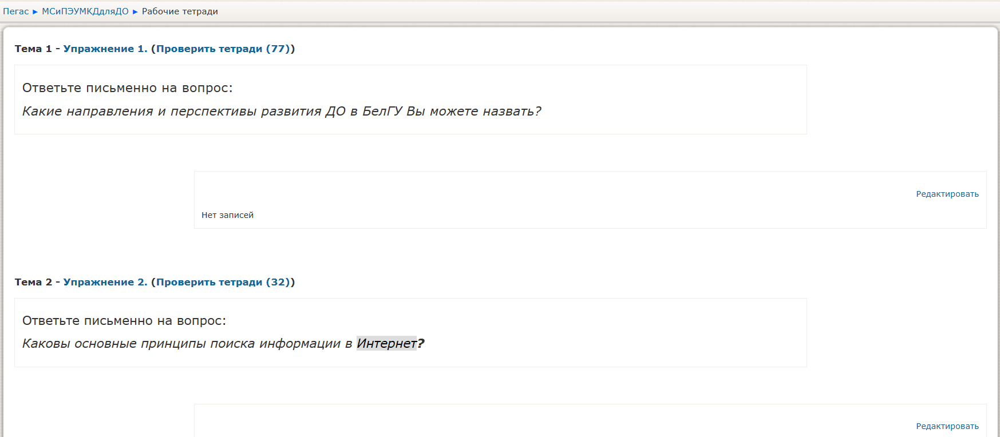 Пегас ► МСиПЭУМКДдляДО ► Рабочие тетради
Тема 1 - Упражнение 1. (Проверить тетради (77))
Ответьте письменно на вопрос:
Какие направления и перспективы развития ДО в БелГУ Вы можете назвать?
Редактировать
Нет записей
Тема 2 - Упражнение 2. (Проверить тетради (32))
Ответьте письменно на вопрос:
Каковы основные принципы поиска информации в Интернет?
Редактировать